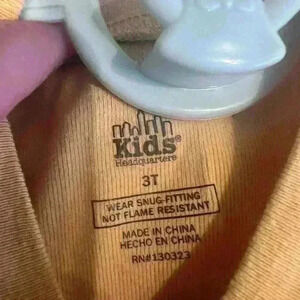 Kids®
Headquarters
3T
WEAR SNUG-FITTING
NOT FLAME RESISTANT
MADE IN CHINA
HECHO EN CHINA
RN#130323